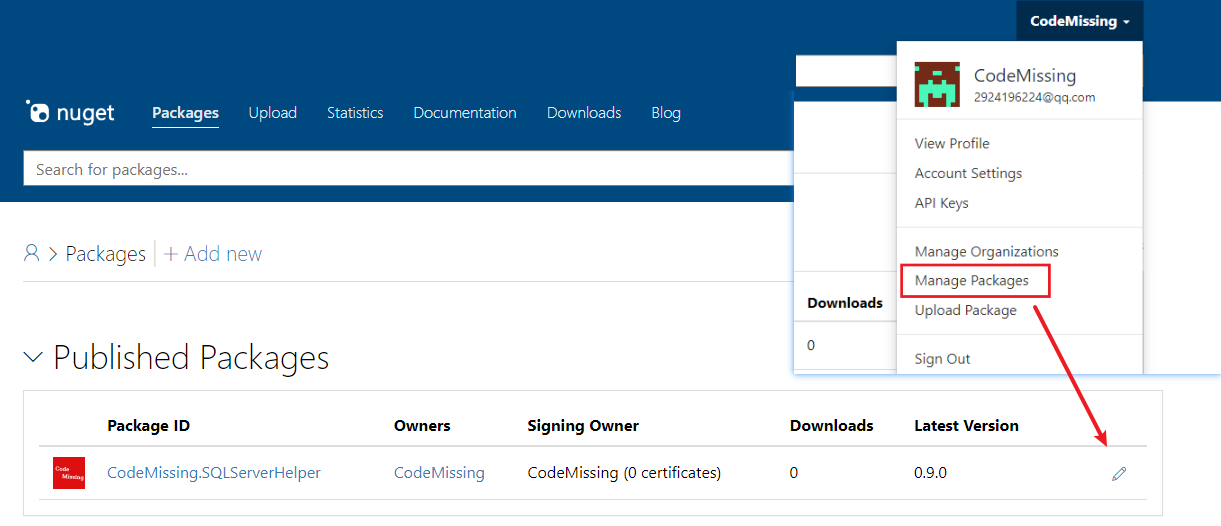 CodeMissing
CodeMissing
2924196224@qq.com
nuget Packages Upload Statistics Documentation Downloads Blog
Search for packages...
View Profile
Account Settings
API Keys
Manage Organizations
Manage Packages
Upload Package
Sign Out
Downloads
0
Packages + Add new
Published Packages
Package ID Owners Signing Owner Downloads Latest Version
Code
Missing
CodeMissing.SQLServerHelper CodeMissing CodeMissing (0 certificates) 0 0.9.0